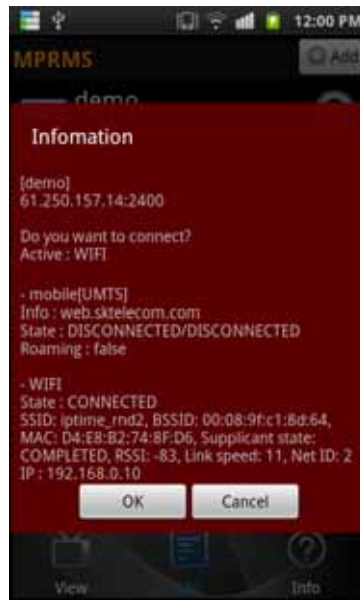 12:00 PM
MPRMS
Add
demo
Infomation
[demo]
61.250.157.14:2400
Do you want to connect?
Active : WIFI
- mobile[UMTS]
Info : web.sktelecom.com
State : DISCONNECTED/DISCONNECTED
Roaming : false
- WIFI
State : CONNECTED
SSID: iptime_rnd2, BSSID: 00:08:9f:c1:8d:64,
MAC: D4:E8:B2:74:8F:D6, Supplicant state:
COMPLETED, RSSI: -83, Link speed: 11, Net ID: 2
IP : 192.168.0.10
OK
Cancel
View
Info